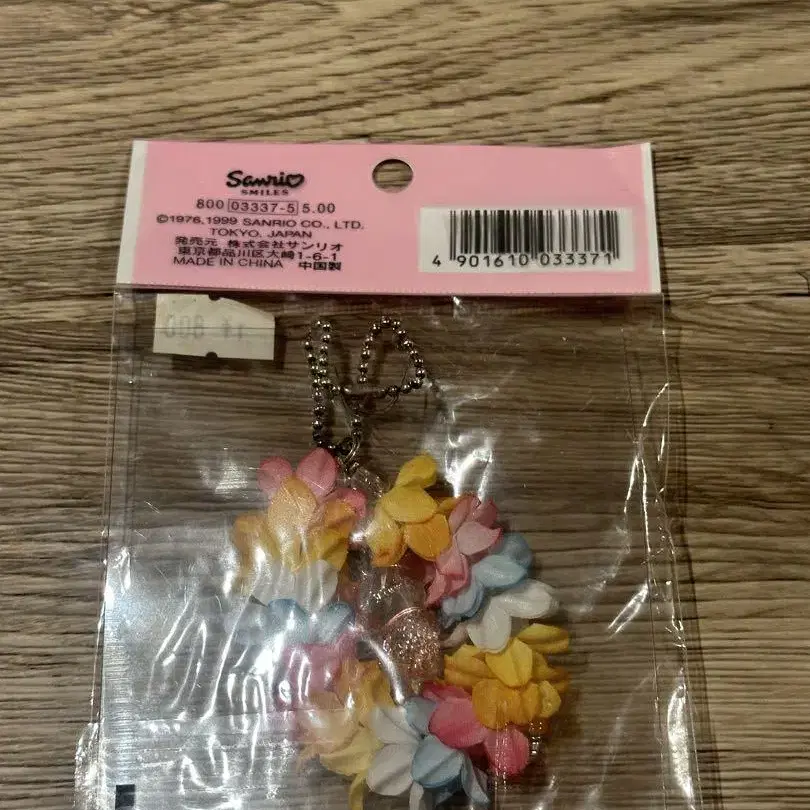 Sanrio
SMILES
800 03337-5 5.00
©1976,1999 SANRIO CO., LTD.
TOKYO, JAPAN
発売元 株式会社サンリオ
東京都品川区大崎1-6-1
MADE IN CHINA 中国製
4 901610 033371